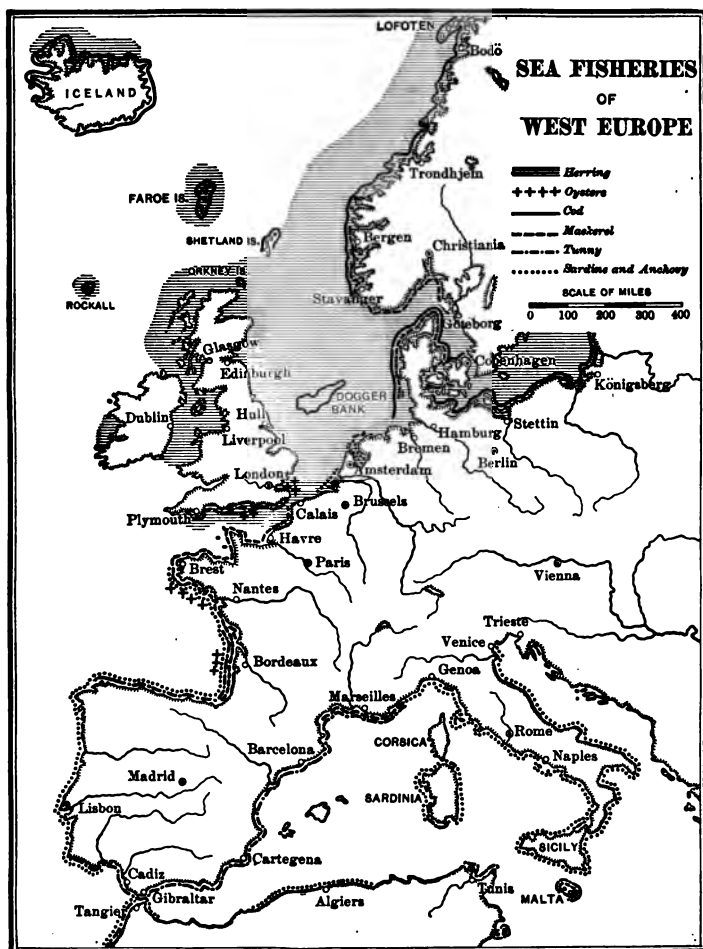 LOFOTEN
Bodö
SEA FISHERIES
OF
WEST EUROPE
ICELAND
Herring
Oysters
Cod
Mackerel
Tunny
Sardine and Anchovy
SCALE OF MILES
0 100 200 300 400
Trondhjem
FAROE IS.
SHETLAND IS.
Bergen
Christiania
ORKNEY IS.
ROCKALL
Stavanger
Göteborg
Glasgow
Edinburgh
Copenhagen
Königsberg
DOGGER
BANK
Dublin
Hull
Liverpool
Hamburg
Stettin
Bremen
Berlin
London
Amsterdam
Plymouth
Calais
Brussels
Havre
Brest
Paris
Vienna
Nantes
Trieste
Venice
Bordeaux
Genoa
Marseilles
Barcelona
CORSICA
Rome
Madrid
Naples
Lisbon
SARDINIA
SICILY
Cartegena
Cadiz
Gibraltar
Tangier
Algiers
Tunis
MALTA